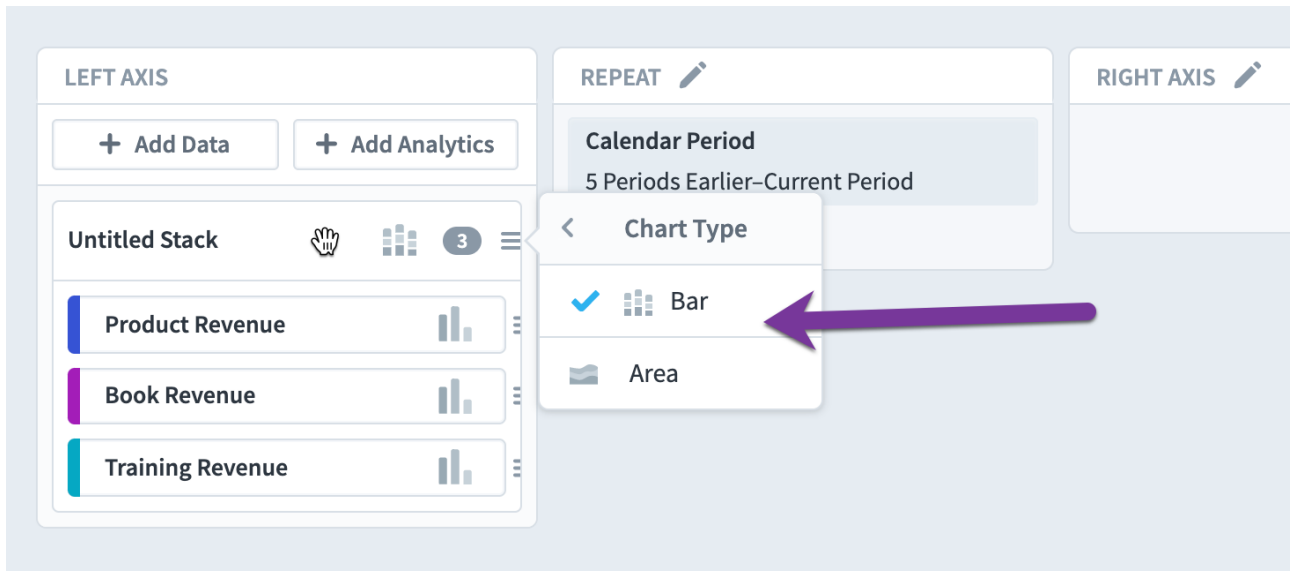 LEFT AXIS
Add Data
Add Analytics
Untitled Stack
3
Product Revenue
Book Revenue
Training Revenue
REPEAT
Calendar Period
5 Periods Earlier–Current Period
Chart Type
Bar
Area
RIGHT AXIS